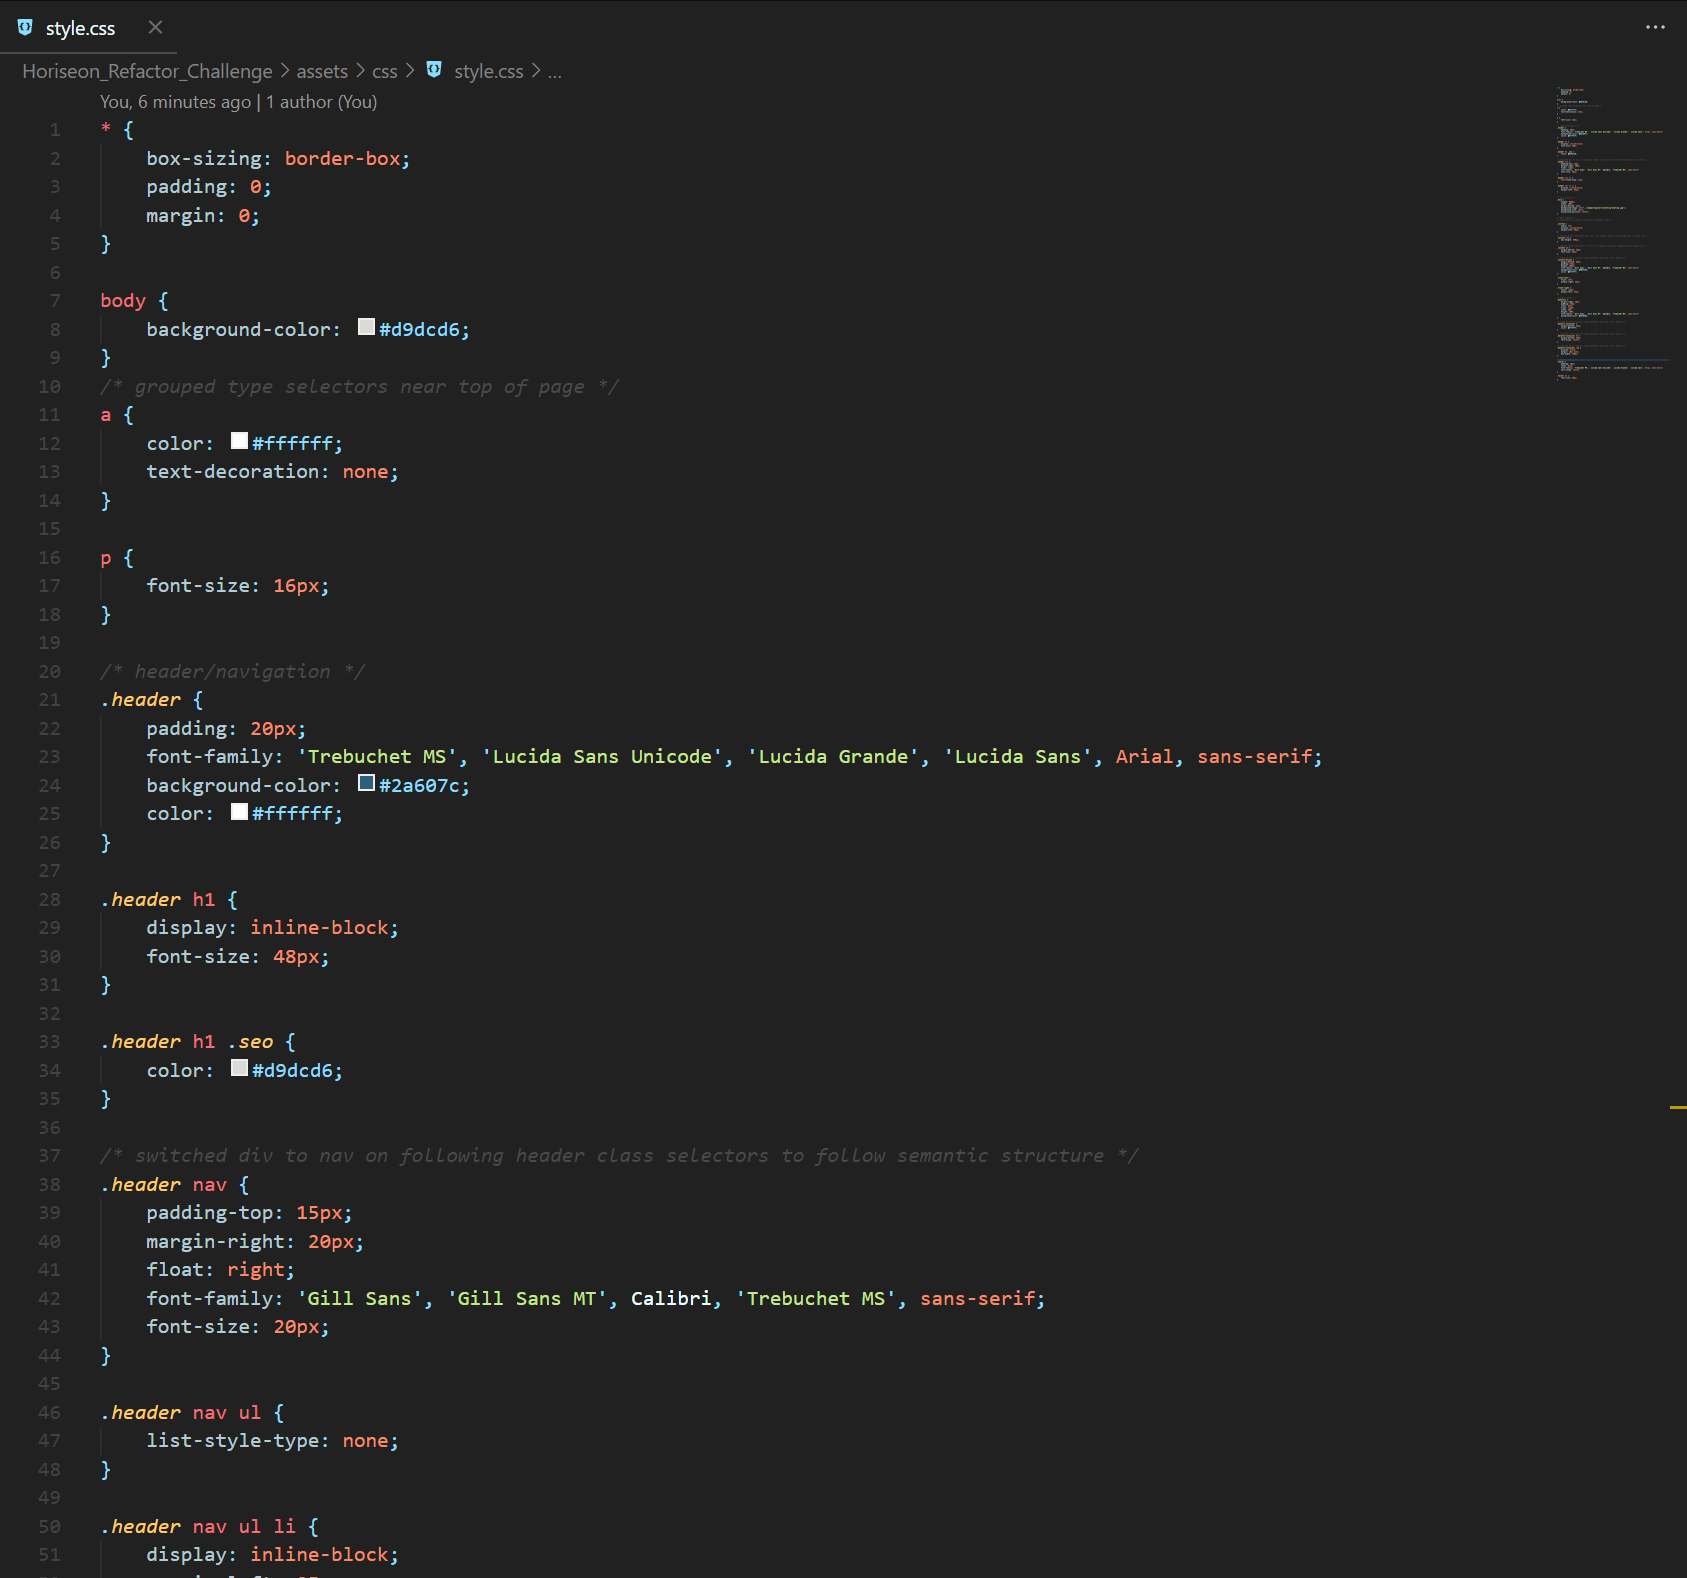 style.css
Horiseon_Refactor_Challenge > assets > css > style.css > ...
You, 6 minutes ago | 1 author (You)
1 * {
2     box-sizing: border-box;
3     padding: 0;
4     margin: 0;
5 }
6
7 body {
8     background-color: #d9dcd6;
9 }
10 /* grouped type selectors near top of page */
11 a {
12     color: #ffffff;
13     text-decoration: none;
14 }
15
16 p {
17     font-size: 16px;
18 }
19
20 /* header/navigation */
21 .header {
22     padding: 20px;
23     font-family: 'Trebuchet MS', 'Lucida Sans Unicode', 'Lucida Grande', 'Lucida Sans', Arial, sans-serif;
24     background-color: #2a607c;
25     color: #ffffff;
26 }
27
28 .header h1 {
29     display: inline-block;
30     font-size: 48px;
31 }
32
33 .header h1 .seo {
34     color: #d9dcd6;
35 }
36
37 /* switched div to nav on following header class selectors to follow semantic structure */
38 .header nav {
39     padding-top: 15px;
40     margin-right: 20px;
41     float: right;
42     font-family: 'Gill Sans', 'Gill Sans MT', Calibri, 'Trebuchet MS', sans-serif;
43     font-size: 20px;
44 }
45
46 .header nav ul {
47     list-style-type: none;
48 }
49
50 .header nav ul li {
51     display: inline-block;